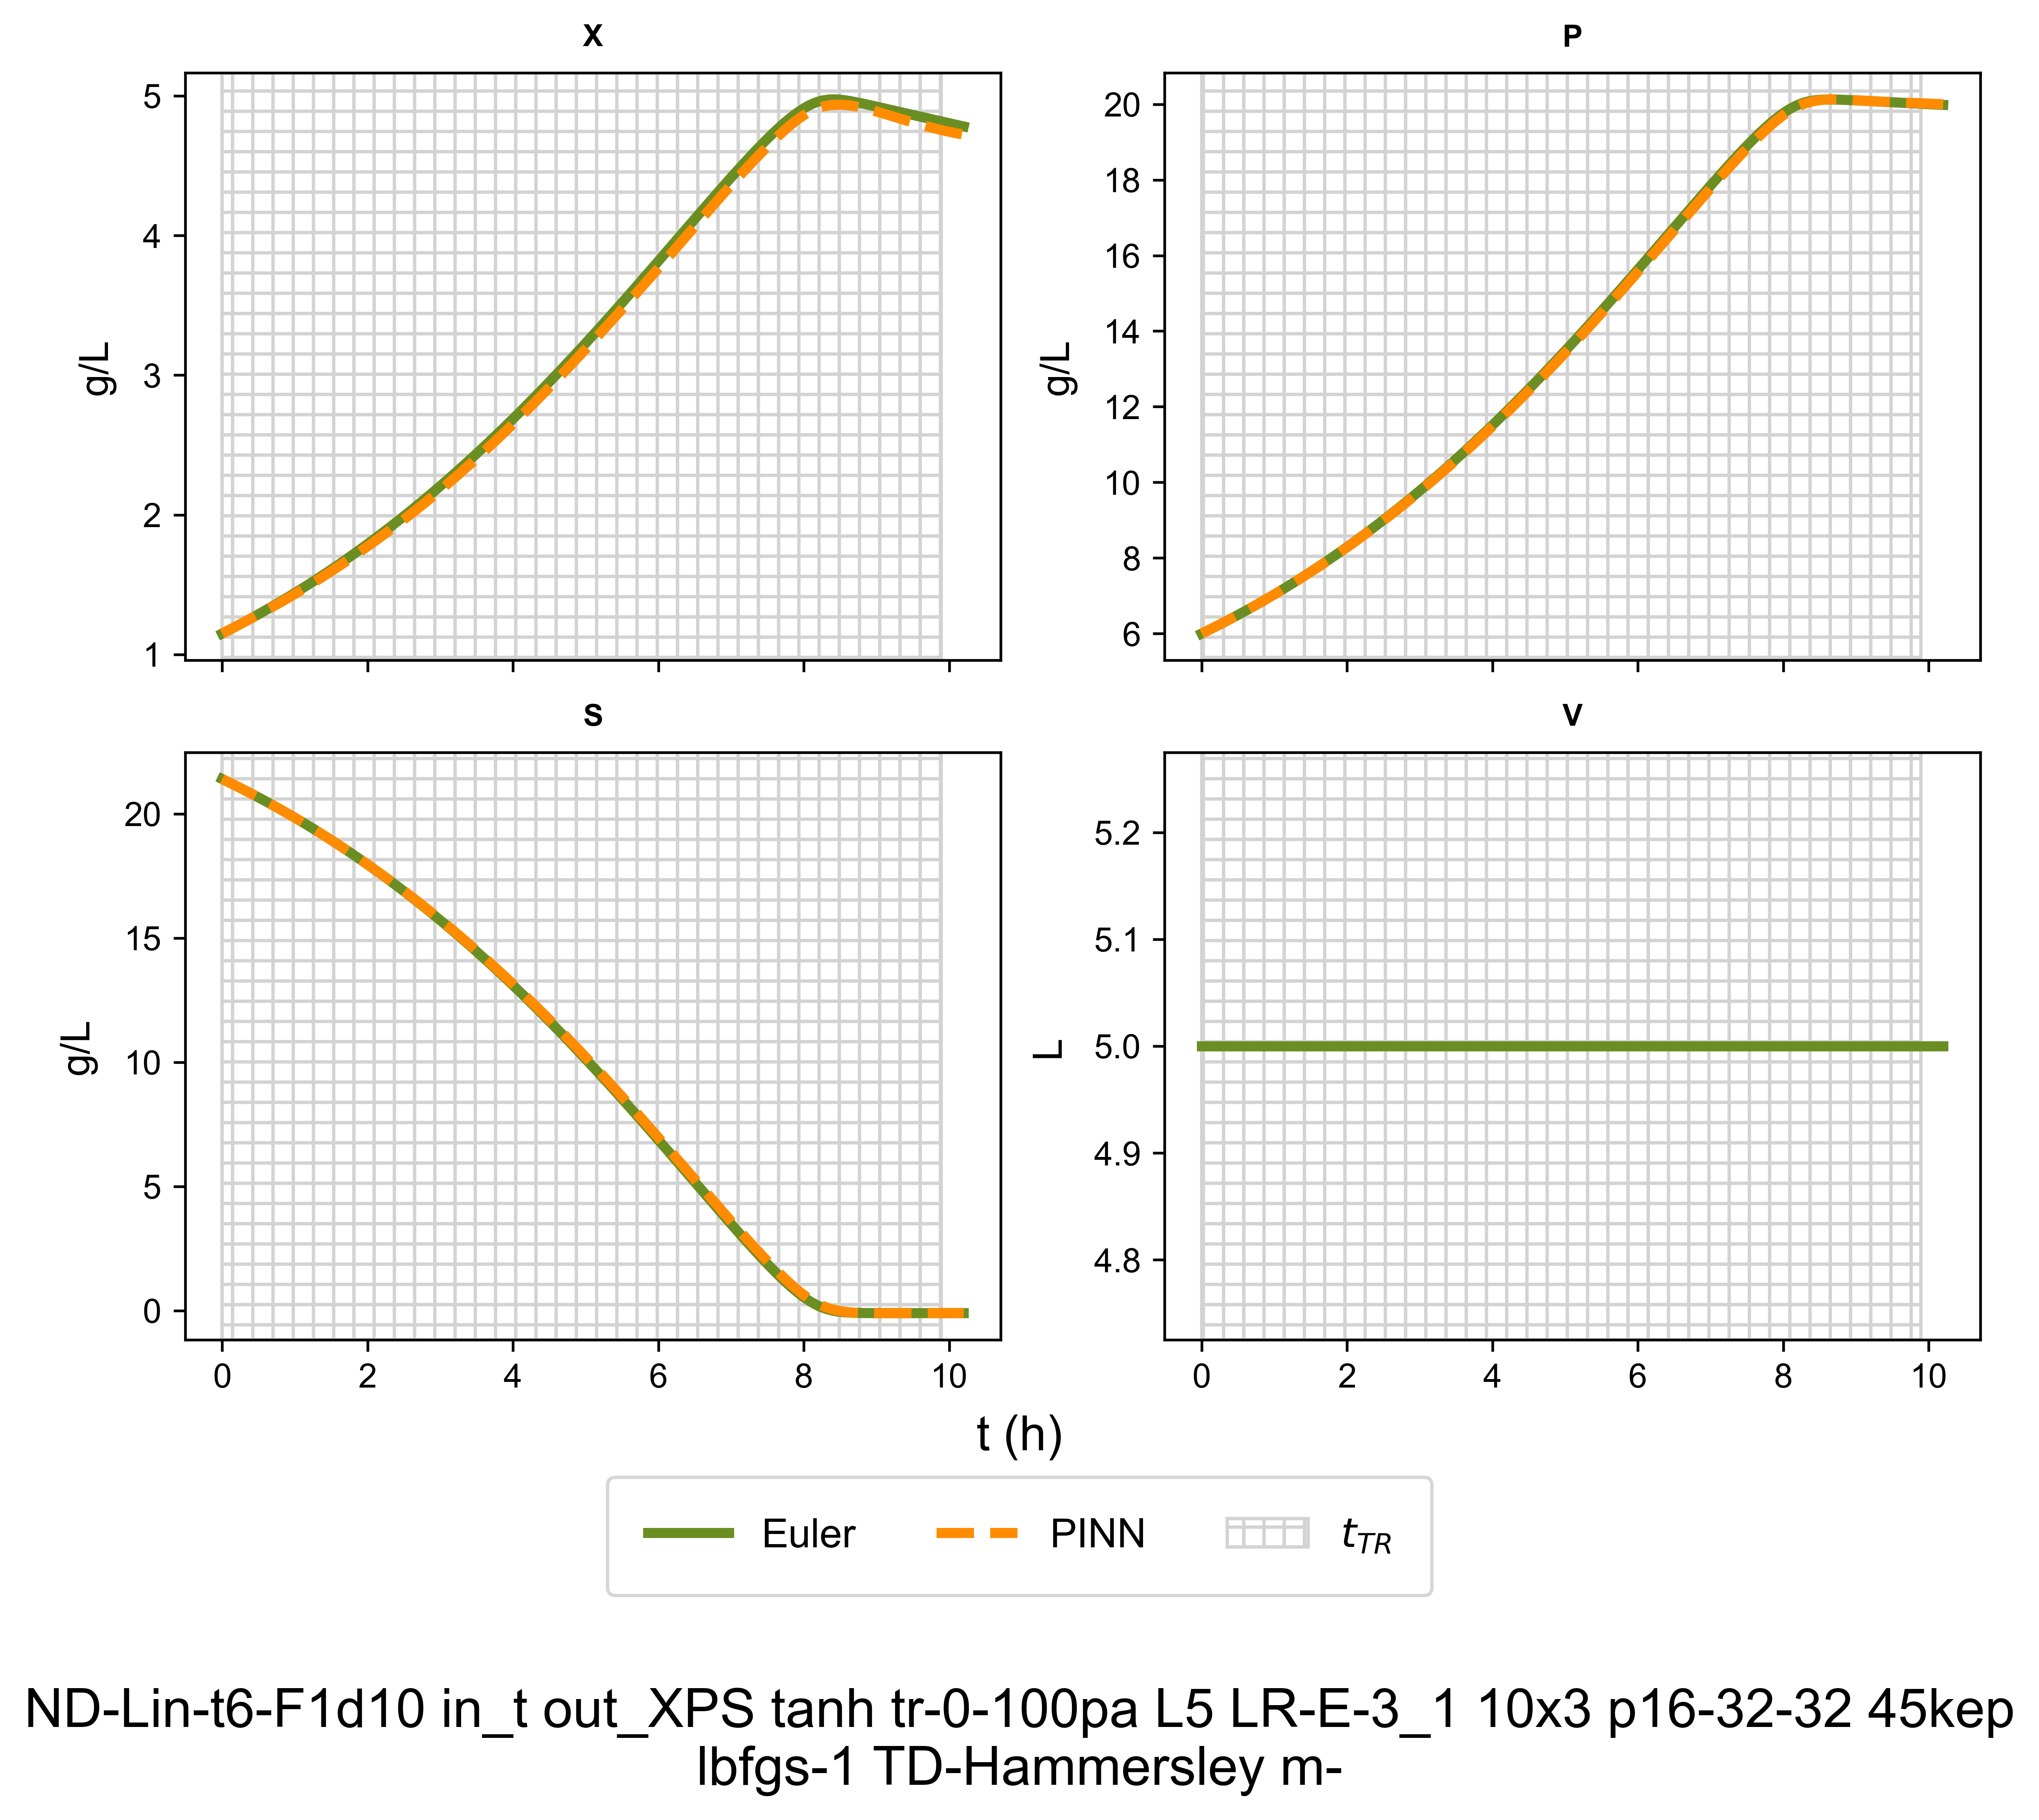 X
P
5
4
3
2
1
g/L
20
18
16
14
12
10
8
6
g/L
S
V
20
15
10
5
0
g/L
5.2
5.1
5.0
4.9
4.8
L
0 2 4 6 8 10
0 2 4 6 8 10
t (h)
Euler PINN t_TR
ND-Lin-t6-F1d10 in_t out_XPS tanh tr-0-100pa L5 LR-E-3_1 10x3 p16-32-32 45kep
lbfgs-1 TD-Hammersley m-